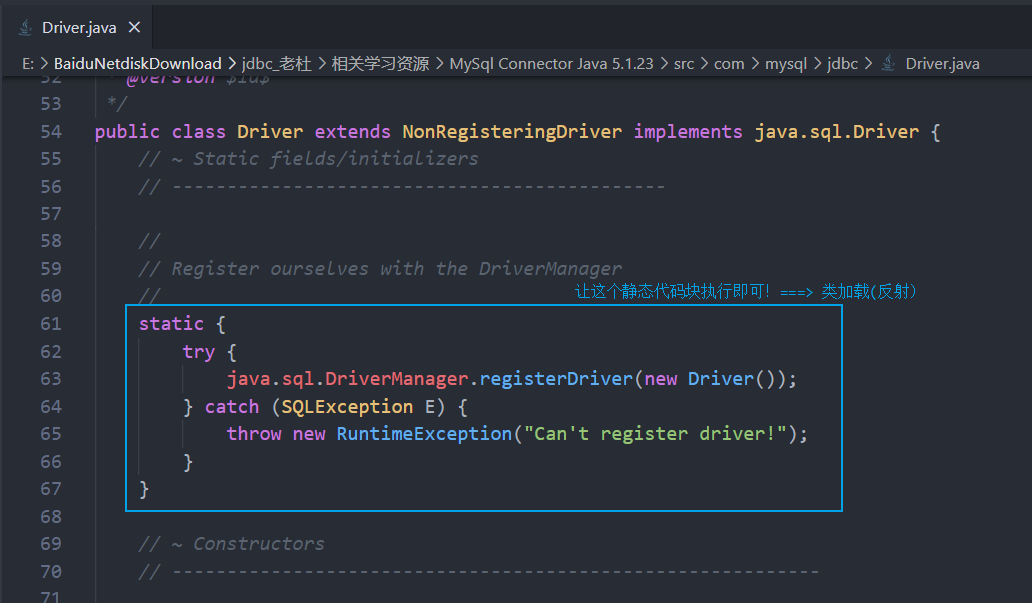 Driver.java
E: > BaiduNetdiskDownload > jdbc_老杜 > 相关学习资源 > MySql Connector Java 5.1.23 > src > com > mysql > jdbc > Driver.java
52 * @version $Id$
53 */
54 public class Driver extends NonRegisteringDriver implements java.sql.Driver {
55 // ~ Static fields/initializers
56 // ---------------------------------------------
57
58 //
59 // Register ourselves with the DriverManager
60 //
让这个静态代码块执行即可! ===> 类加载(反射)
61 static {
62 try {
63 java.sql.DriverManager.registerDriver(new Driver());
64 } catch (SQLException E) {
65 throw new RuntimeException("Can't register driver!");
66 }
67 }
68
69 // ~ Constructors
70 // -----------------------------------------------------------
71